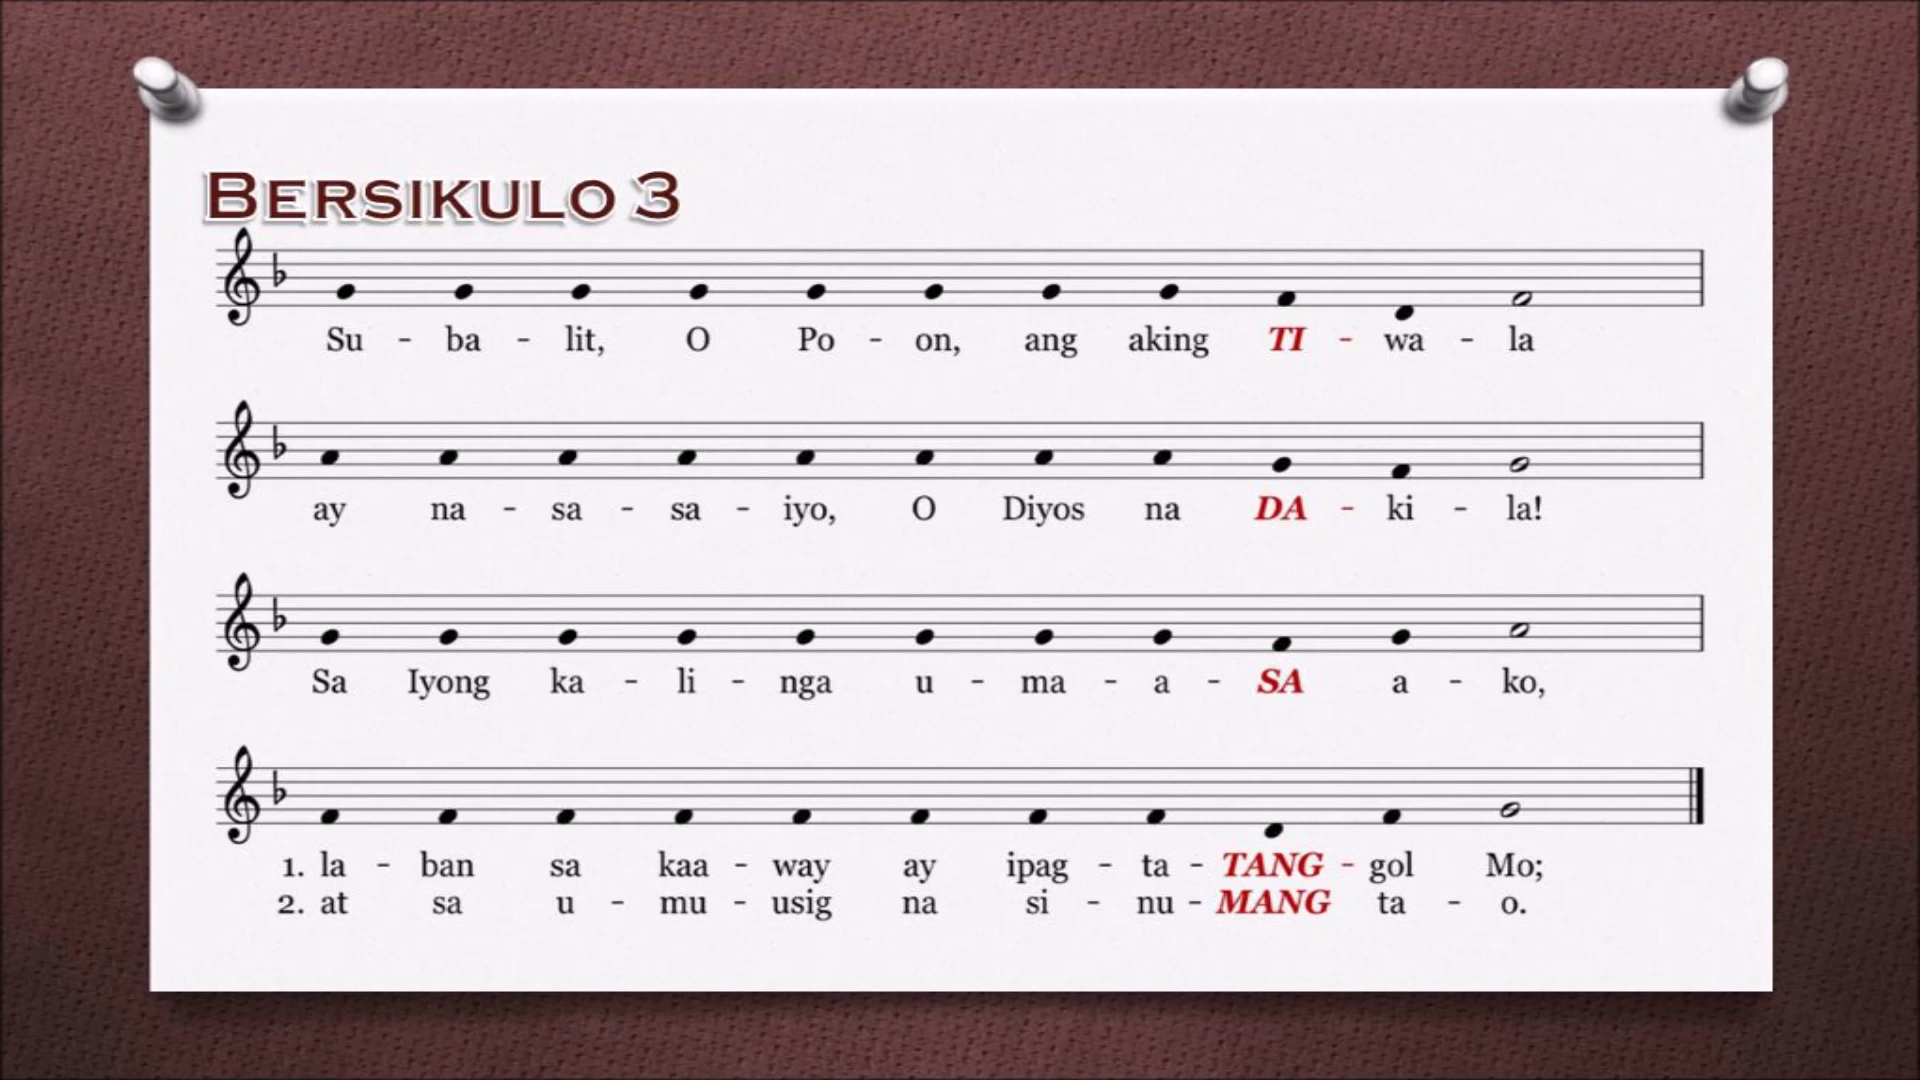 BERSIKULO 3
Su - ba - lit, O Po - on, ang aking TI - wa - la
ay na - sa - sa - iyo, O Diyos na DA - ki - la!
Sa Iyong ka - li - nga u - ma - a - SA a - ko,
1. la - ban sa kaa - way ay ipag - ta - TANG - gol Mo;
2. at sa u - mu - usig na si - nu - MANG ta - o.